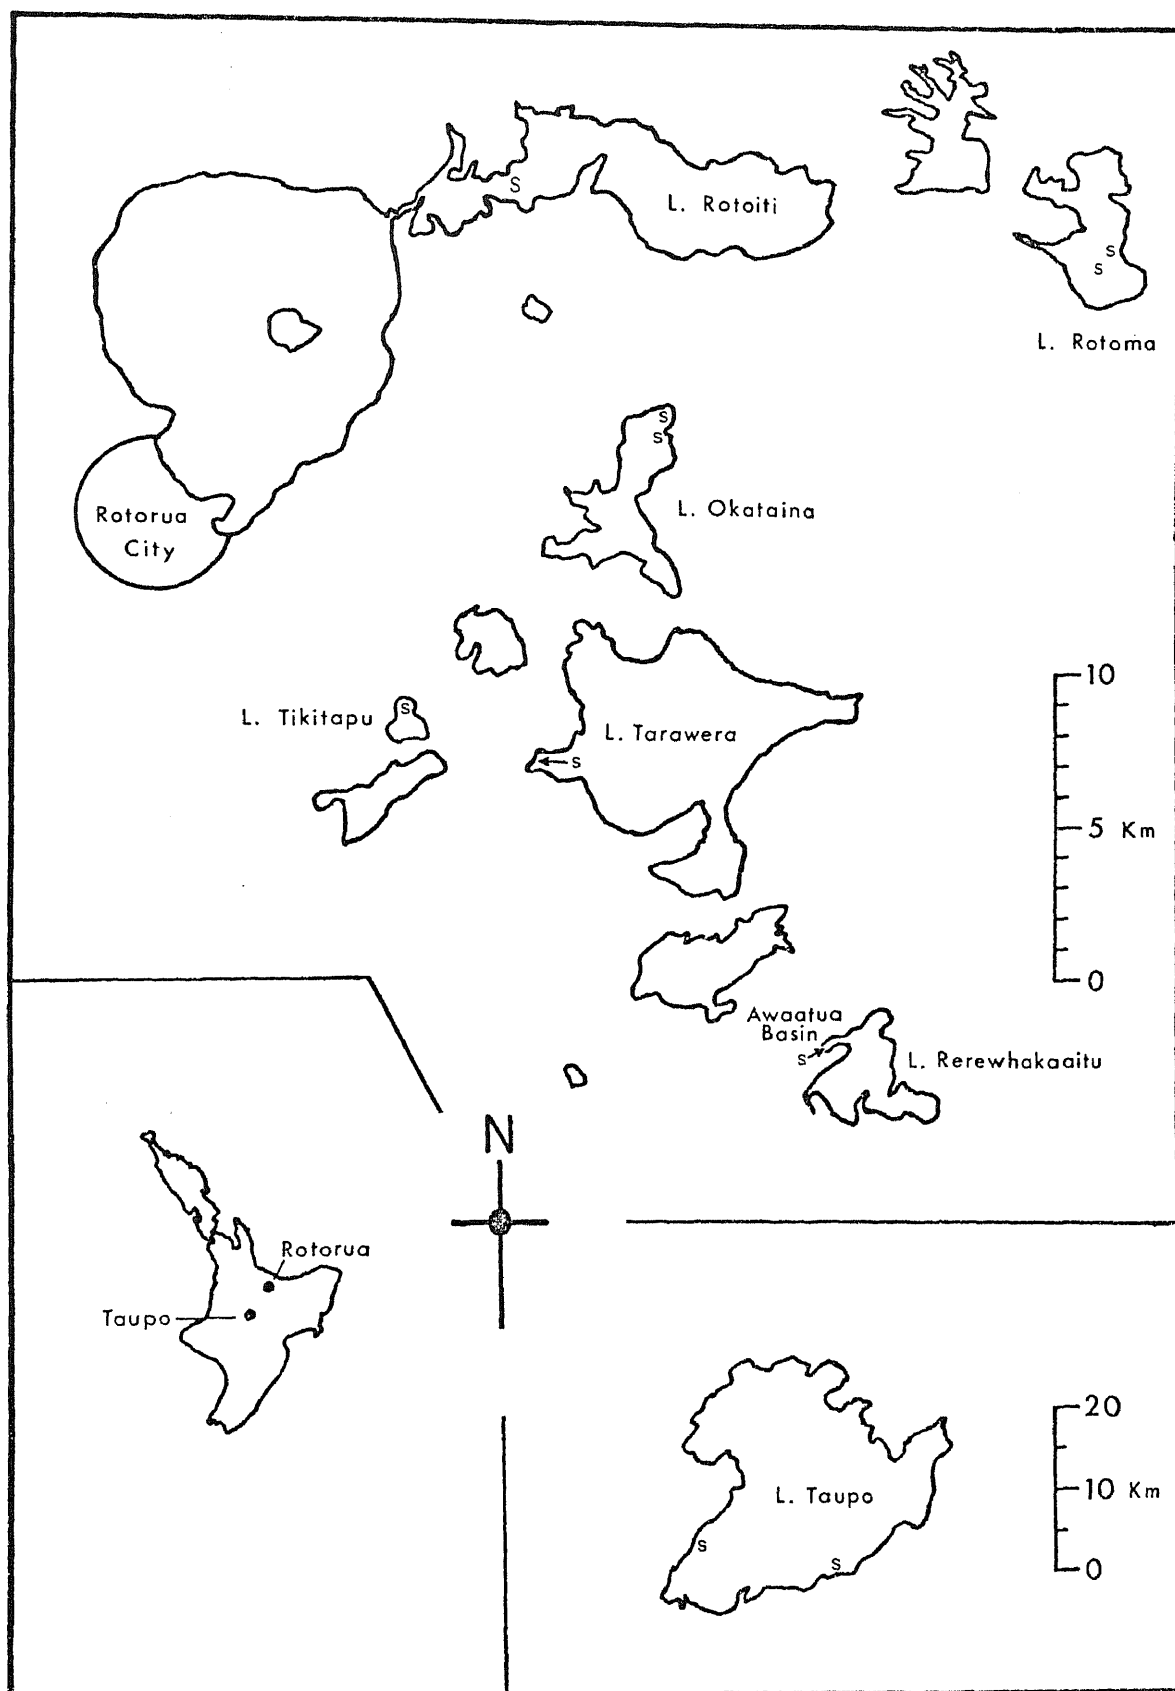 S
L. Rotoiti
S
S
L. Rotoma
S
S
L. Okataina
Rotorua
City
10
S
L. Tikitapu
L. Tarawera
S
5 Km
0
Awaatua
Basin
S
L. Rerewhakaaitu
N
Rotorua
Taupo
20
10 Km
L. Taupo
S
S
0